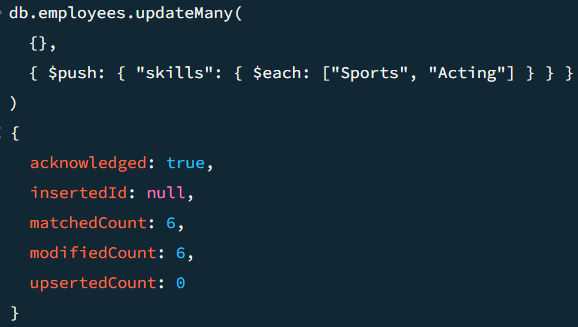 db.employees.updateMany(
{},
{ $push: { "skills": { $each: ["Sports", "Acting"] } } }
)
{
acknowledged: true,
insertedId: null,
matchedCount: 6,
modifiedCount: 6,
upsertedCount: 0
}